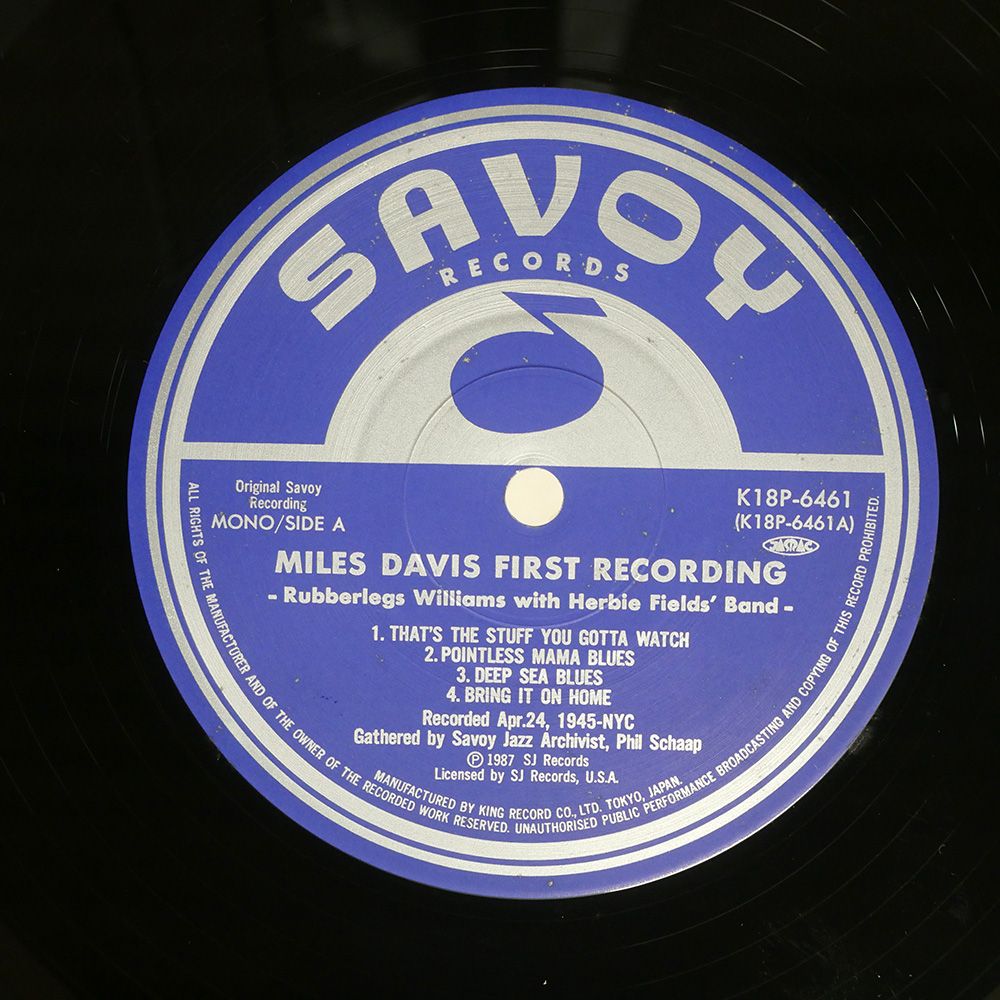 SAVOY
RECORDS
Original Savoy
Recording
MONO/SIDE A
K18P-6461
(K18P-6461A)
JASRAC
MILES DAVIS FIRST RECORDING
- Rubberlegs Williams with Herbie Fields' Band -
1. THAT'S THE STUFF YOU GOTTA WATCH
2. POINTLESS MAMA BLUES
3. DEEP SEA BLUES
4. BRING IT ON HOME
Recorded Apr.24, 1945-NYC
Gathered by Savoy Jazz Archivist, Phil Schaap
Ⓟ 1987 SJ Records
Licensed by SJ Records, U.S.A.
MANUFACTURED BY KING RECORD CO., LTD. TOKYO, JAPAN.
ALL RIGHTS OF THE MANUFACTURER AND OF THE OWNER OF THE RECORDED WORK RESERVED. UNAUTHORISED PUBLIC PERFORMANCE BROADCASTING AND COPYING OF THIS RECORD PROHIBITED.